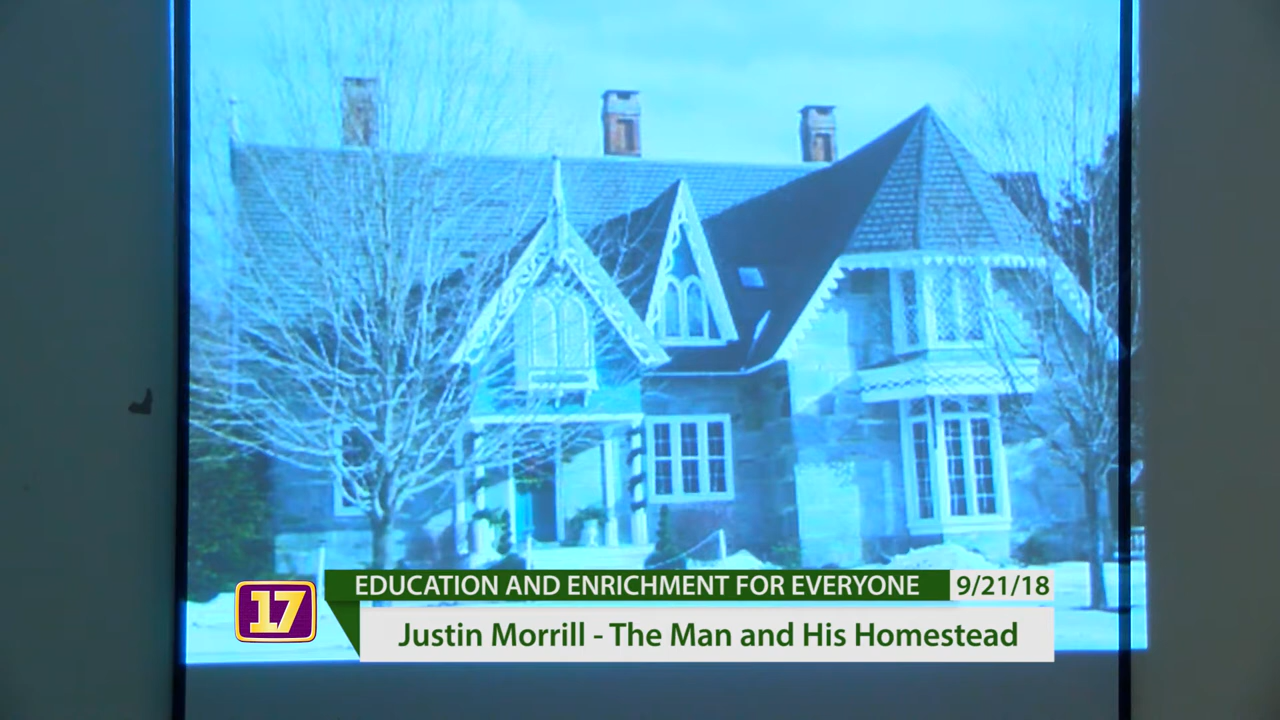 EDUCATION AND ENRICHMENT FOR EVERYONE 9/21/18
17 Justin Morrill - The Man and His Homestead